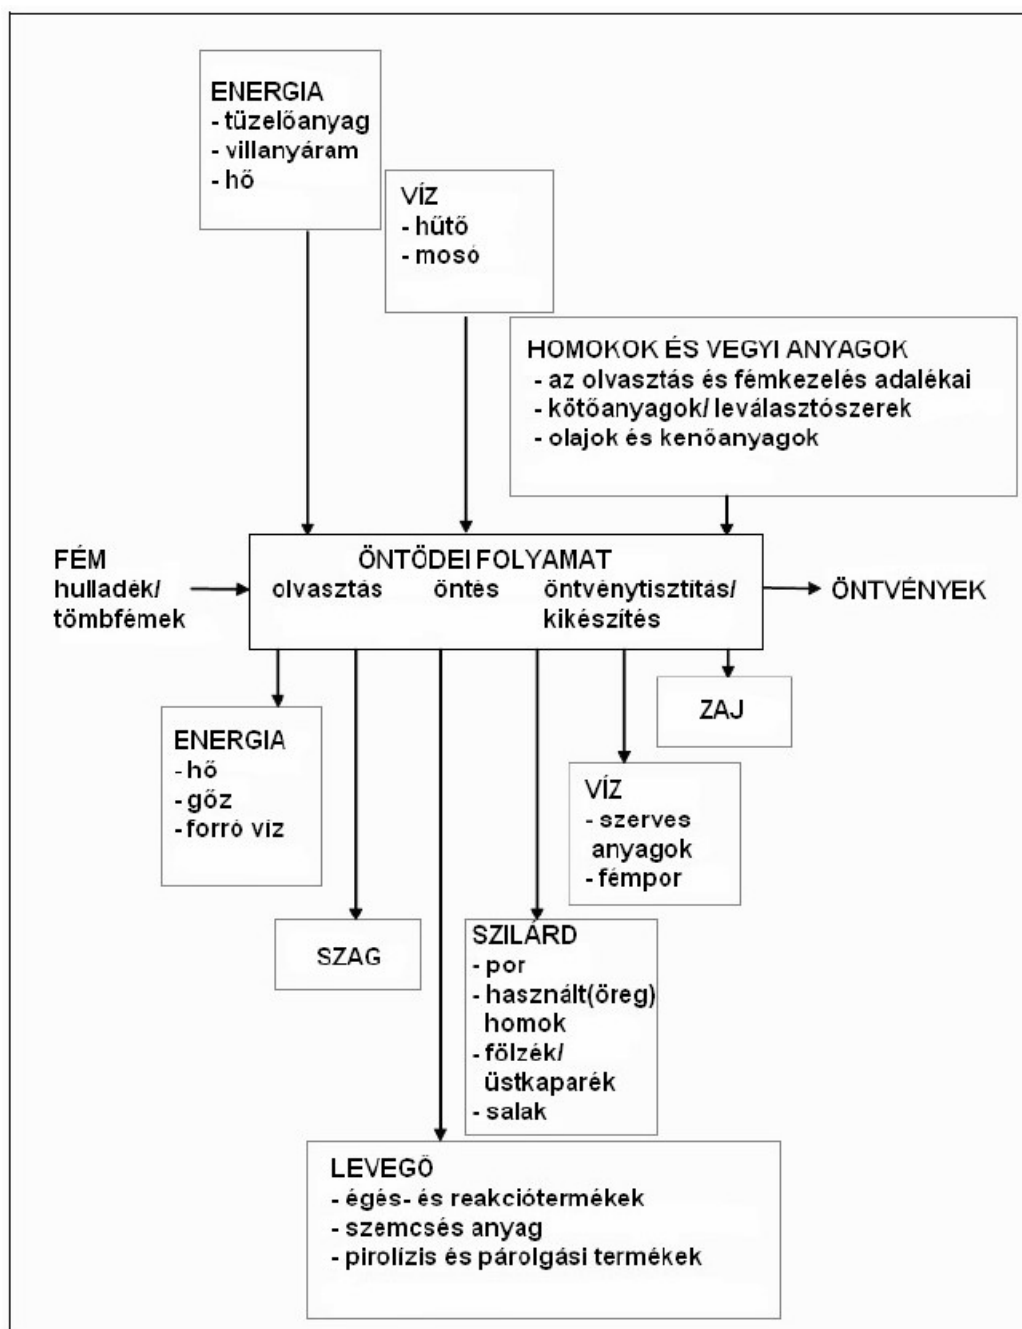 ENERGIA
- tüzelőanyag
- villanyáram
- hő
VÍZ
- hűtő
- mosó
HOMOKOK ÉS VEGYI ANYAGOK
- az olvasztás és fémkezelés adalékai
- kötőanyagok/ leválasztószerek
- olajok és kenőanyagok
FÉM
hulladék/
tömbfémek
ÖNTÖDEI FOLYAMAT
olvasztás öntés öntvénytisztítás/
kikészítés
ÖNTVÉNYEK
ENERGIA
- hő
- gőz
- forró víz
ZAJ
VÍZ
- szerves
anyagok
- fémpor
SZAG
SZILÁRD
- por
- használt(öreg)
homok
- fölzék/
üstkaparék
- salak
LEVEGŐ
- égés- és reakciótermékek
- szemcsés anyag
- pirolízis és párolgási termékek